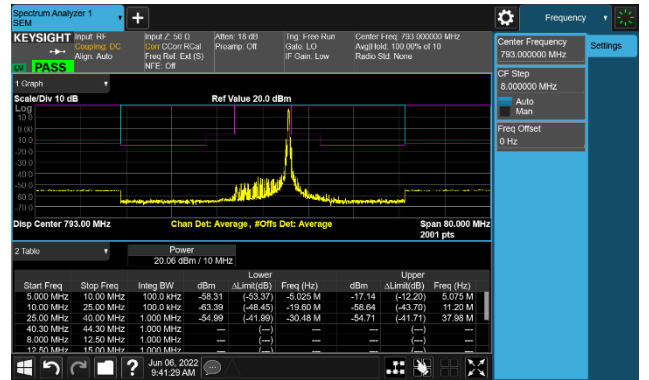 Spectrum Analyzer 1
SEM
Frequency
KEYSIGHT Input: RF Input Z: 50 Ω Atten: 18 dB Trig: Free Run Center Freq: 793.000000 MHz
Coupling: DC Corr CCorr RCal Preamp: Off Gate: LO Avg|Hold: 100.00% of 10
Align: Auto Freq Ref: Ext (S) IF Gain: Low Radio Std: None
NFE: Off
LW PASS
Center Frequency
793.000000 MHz
Settings
CF Step
8.000000 MHz
Auto
Man
Freq Offset
0 Hz
1 Graph
Scale/Div 10 dB Ref Value 20.0 dBm
Log
10.0
0.00
-10.0
-20.0
-30.0
-40.0
-50.0
-60.0
-70.0
Disp Center 793.00 MHz Chan Det: Average , #Offs Det: Average Span 80.000 MHz
2001 pts
2 Table
Power
20.06 dBm / 10 MHz
Lower Upper
Start Freq Stop Freq Integ BW dBm ΔLimit(dB) Freq (Hz) dBm ΔLimit(dB) Freq (Hz)
5.000 MHz 10.00 MHz 100.0 kHz -58.31 (-53.37) -5.025 M -17.14 (-12.20) 5.075 M
10.00 MHz 25.00 MHz 100.0 kHz -63.39 (-48.45) -19.60 M -58.64 (-43.70) 11.20 M
25.00 MHz 40.00 MHz 1.000 MHz -54.99 (-41.99) -30.48 M -54.71 (-41.71) 37.98 M
40.30 MHz 44.30 MHz 1.000 MHz --- (---) --- --- (---) ---
8.000 MHz 12.50 MHz 1.000 MHz --- (---) --- --- (---) ---
12.50 MHz 15.00 MHz 1.000 MHz --- (---) --- --- (---) ---
Jun 06, 2022
9:41:29 AM